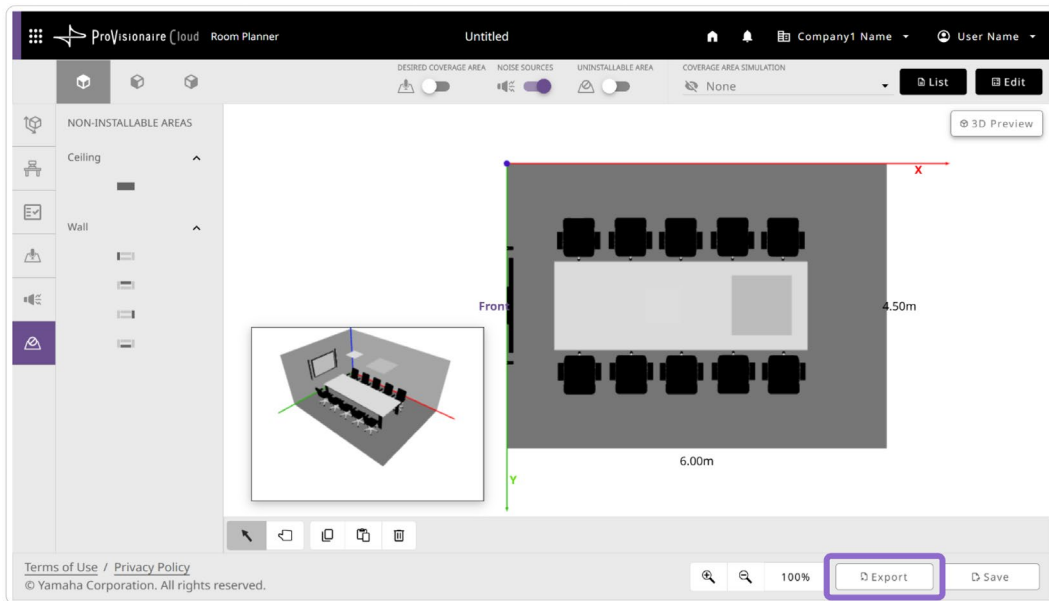 ProVisionaire Cloud Room Planner
Untitled
Company1 Name
User Name
DESIRED COVERAGE AREA
NOISE SOURCES
UNINSTALLABLE AREA
COVERAGE AREA SIMULATION
None
List
Edit
NON-INSTALLABLE AREAS
3D Preview
Ceiling
X
Wall
Front
4.50m
6.00m
Y
Terms of Use / Privacy Policy
© Yamaha Corporation. All rights reserved.
100%
Export
Save